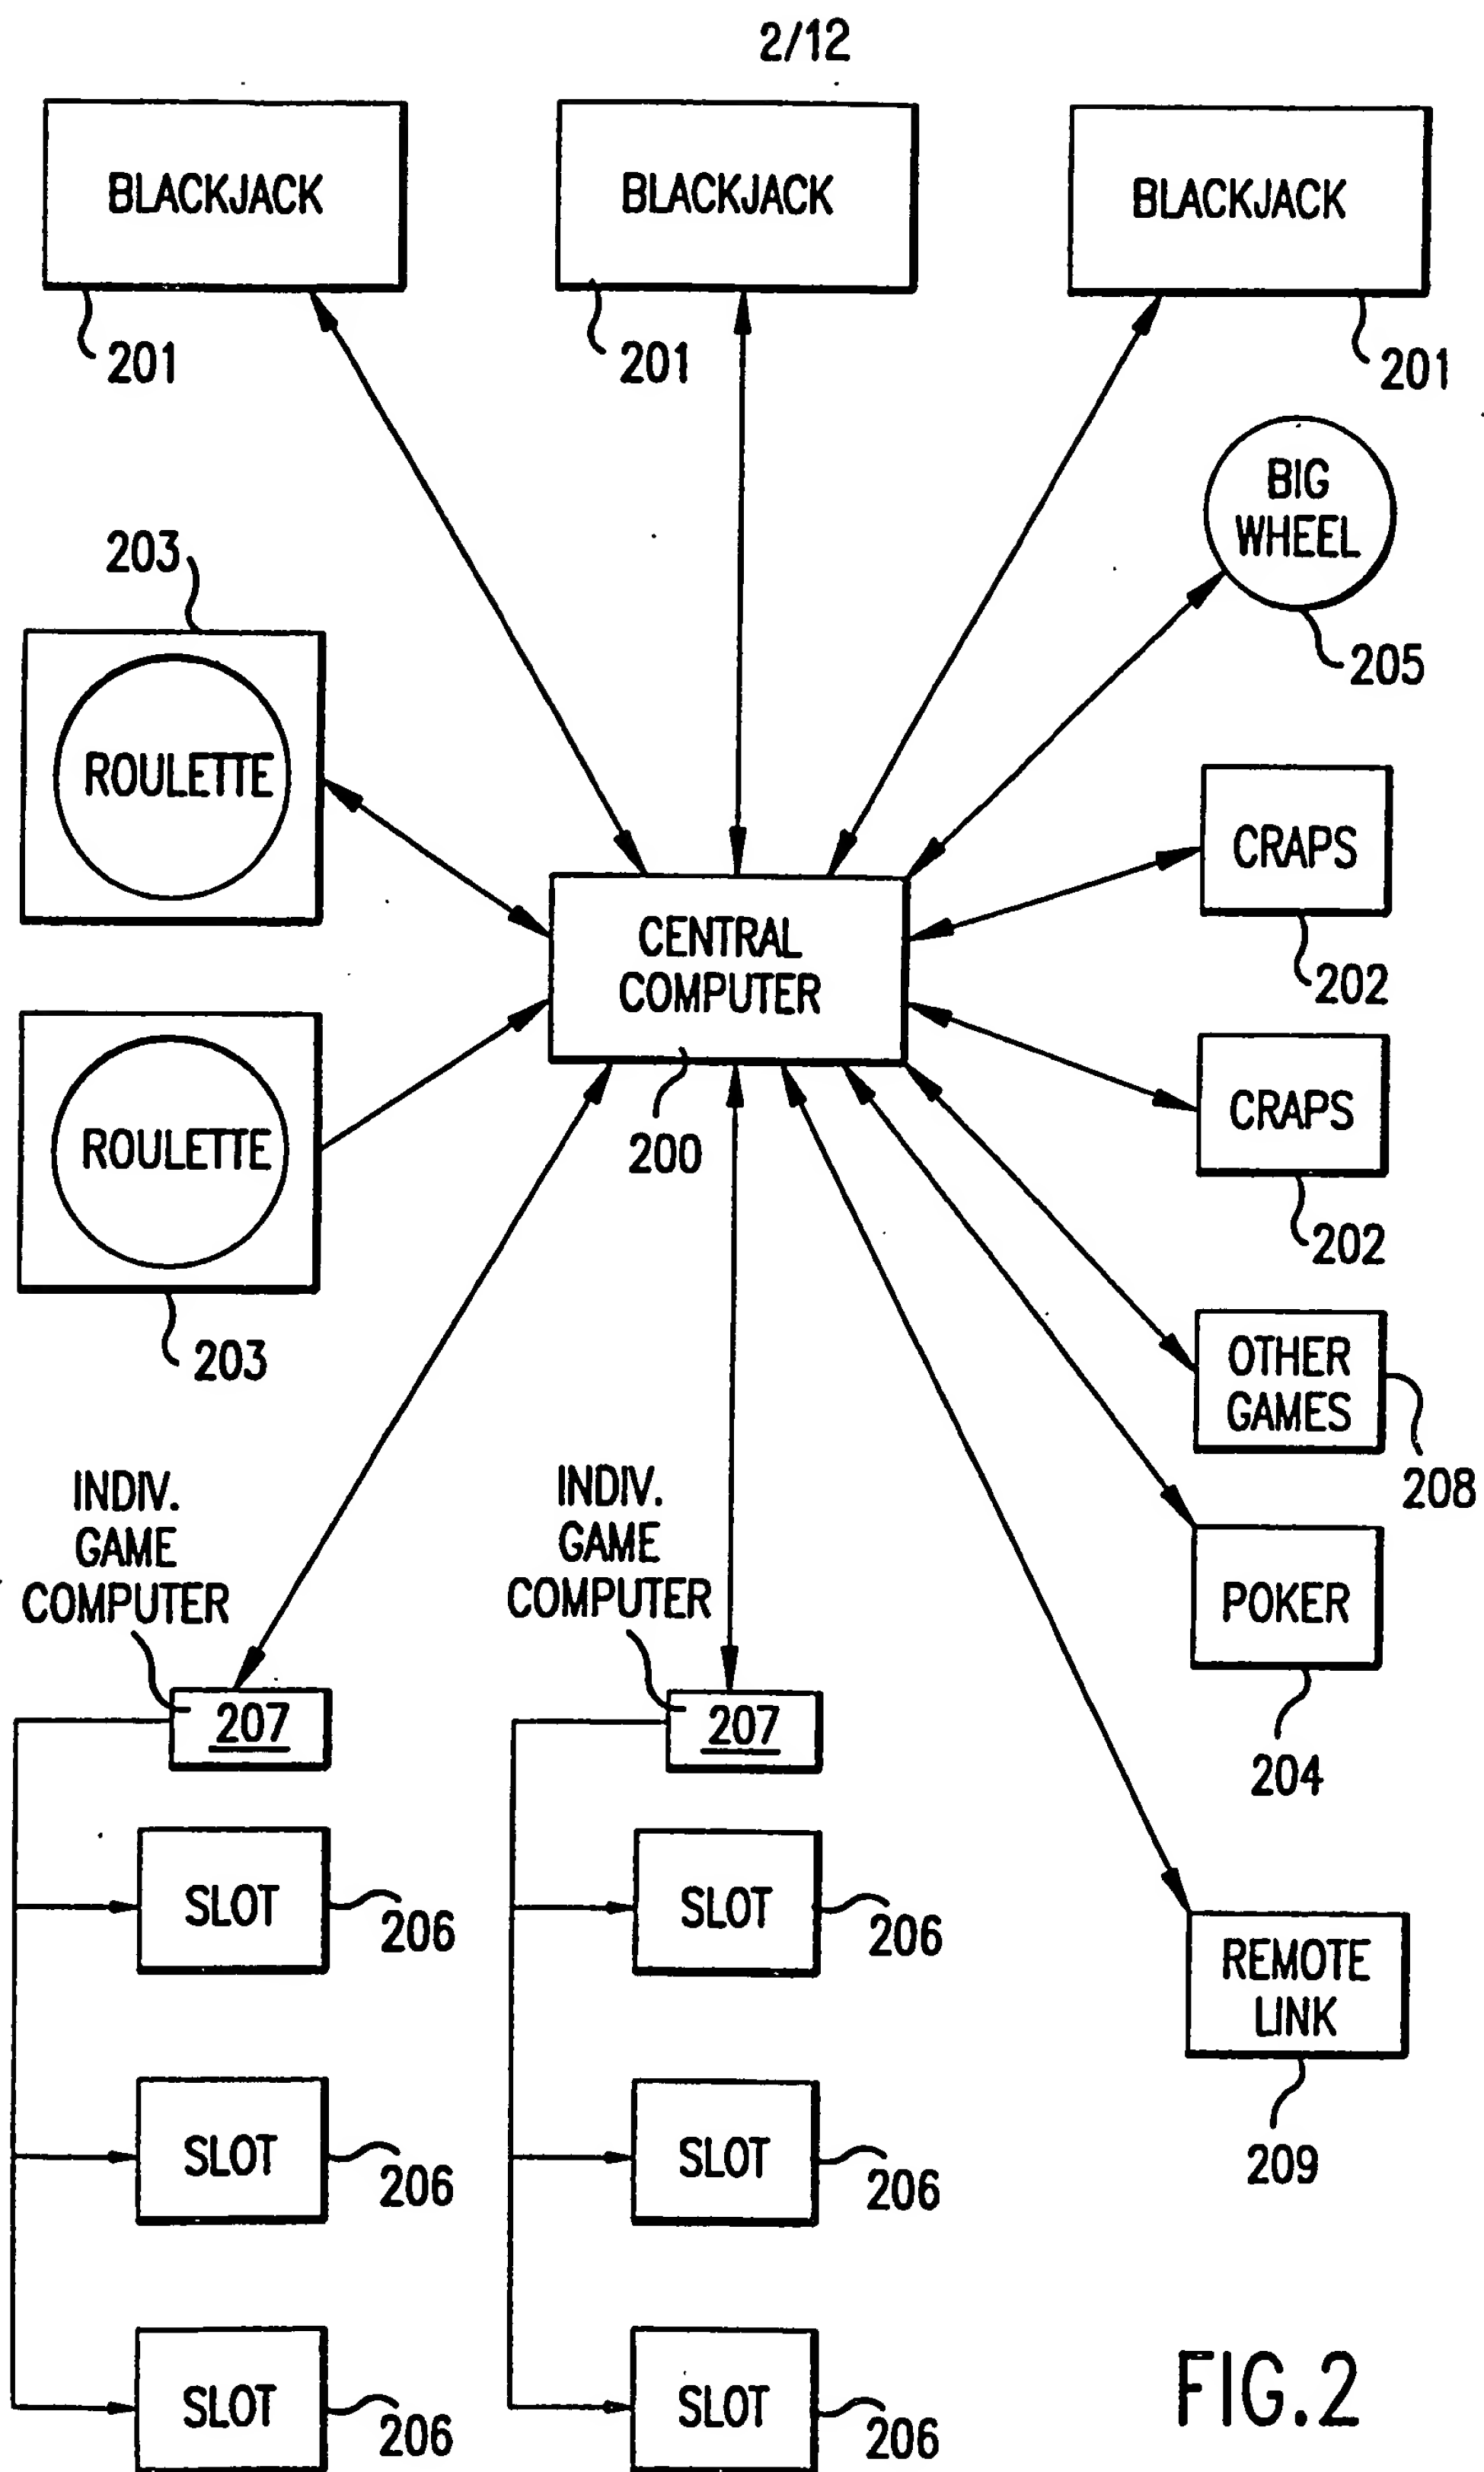 2/12
BLACKJACK
BLACKJACK
BLACKJACK
201
201
201
BIG
WHEEL
205
203
ROULETTE
CRAPS
202
CENTRAL
COMPUTER
200
ROULETTE
203
CRAPS
202
OTHER
GAMES
208
POKER
204
INDIV.
GAME
COMPUTER
207
INDIV.
GAME
COMPUTER
207
SLOT
206
SLOT
206
REMOTE
LINK
209
SLOT
206
SLOT
206
SLOT
206
SLOT
206
FIG.2